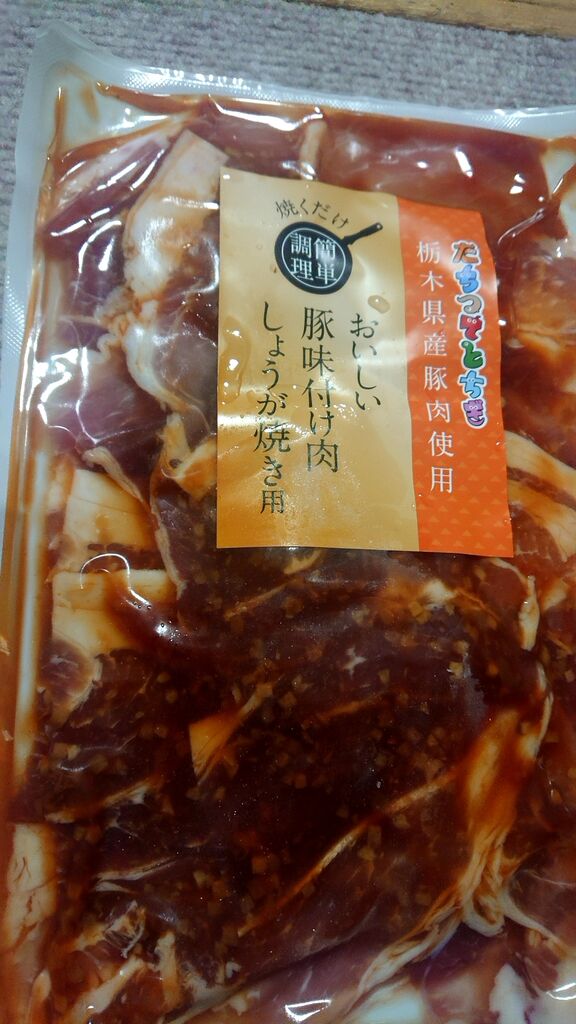 たちつてとちぎ
栃木県産豚肉使用
焼くだけ
簡単
調理
おいしい
豚味付け肉
しょうが焼き用